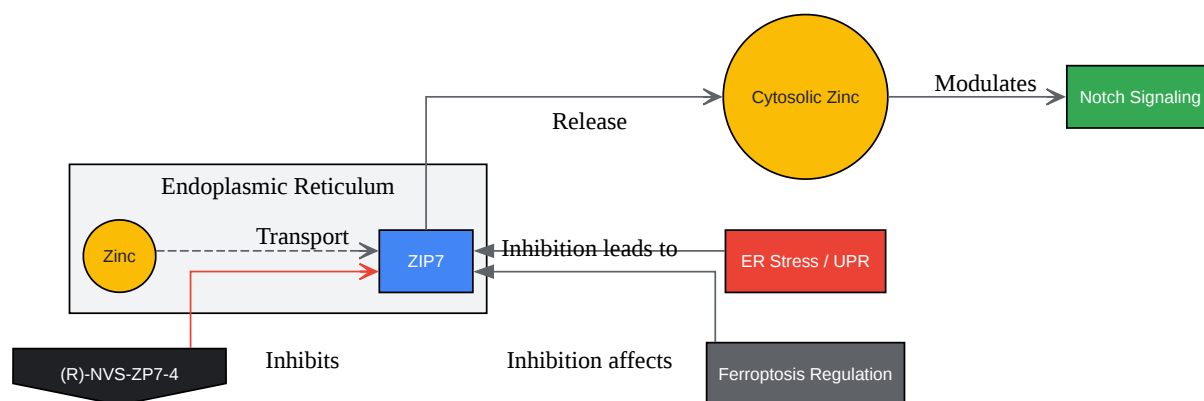 Cytosolic Zinc
Modulates
Notch Signaling
Release
Endoplasmic Reticulum
Zinc
Transport
ZIP7
Inhibition leads to
ER Stress / UPR
(R)-NVS-ZP7-4
Inhibits
Inhibition affects
Ferroptosis Regulation